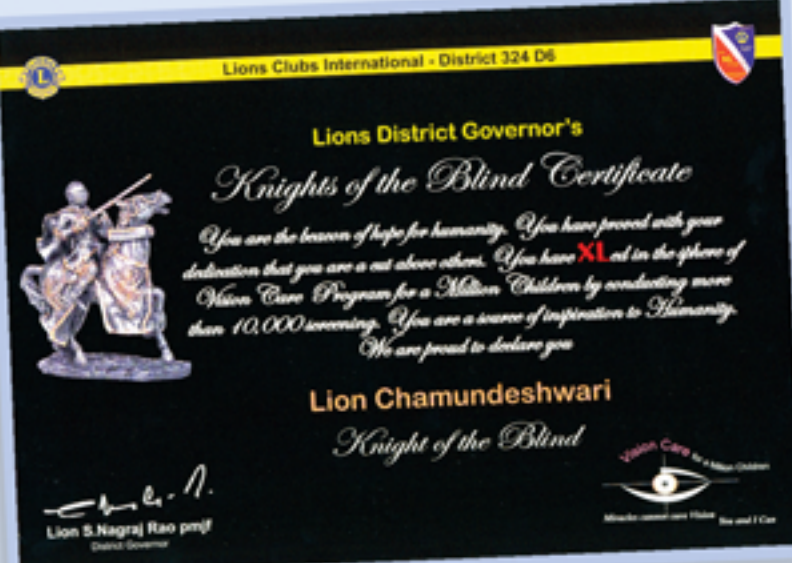 Lions Clubs International - District 324 D6
Lions District Governor's
Knights of the Blind Certificate
You are the beacon of hope for humanity. You have proved with your
dedication that you are a cut above others. You have XLed in the sphere of
Vision Care Program for a Million Children by conducting more
than 10,000 screening. You are a source of inspiration to Humanity.
We are proud to declare you
Lion Chamundeshwari
Knight of the Blind
Vision Care for a Million Children
Miracles cannot cure Vision You and I Can
Lion S.Nagraj Rao pmjf
District Governor